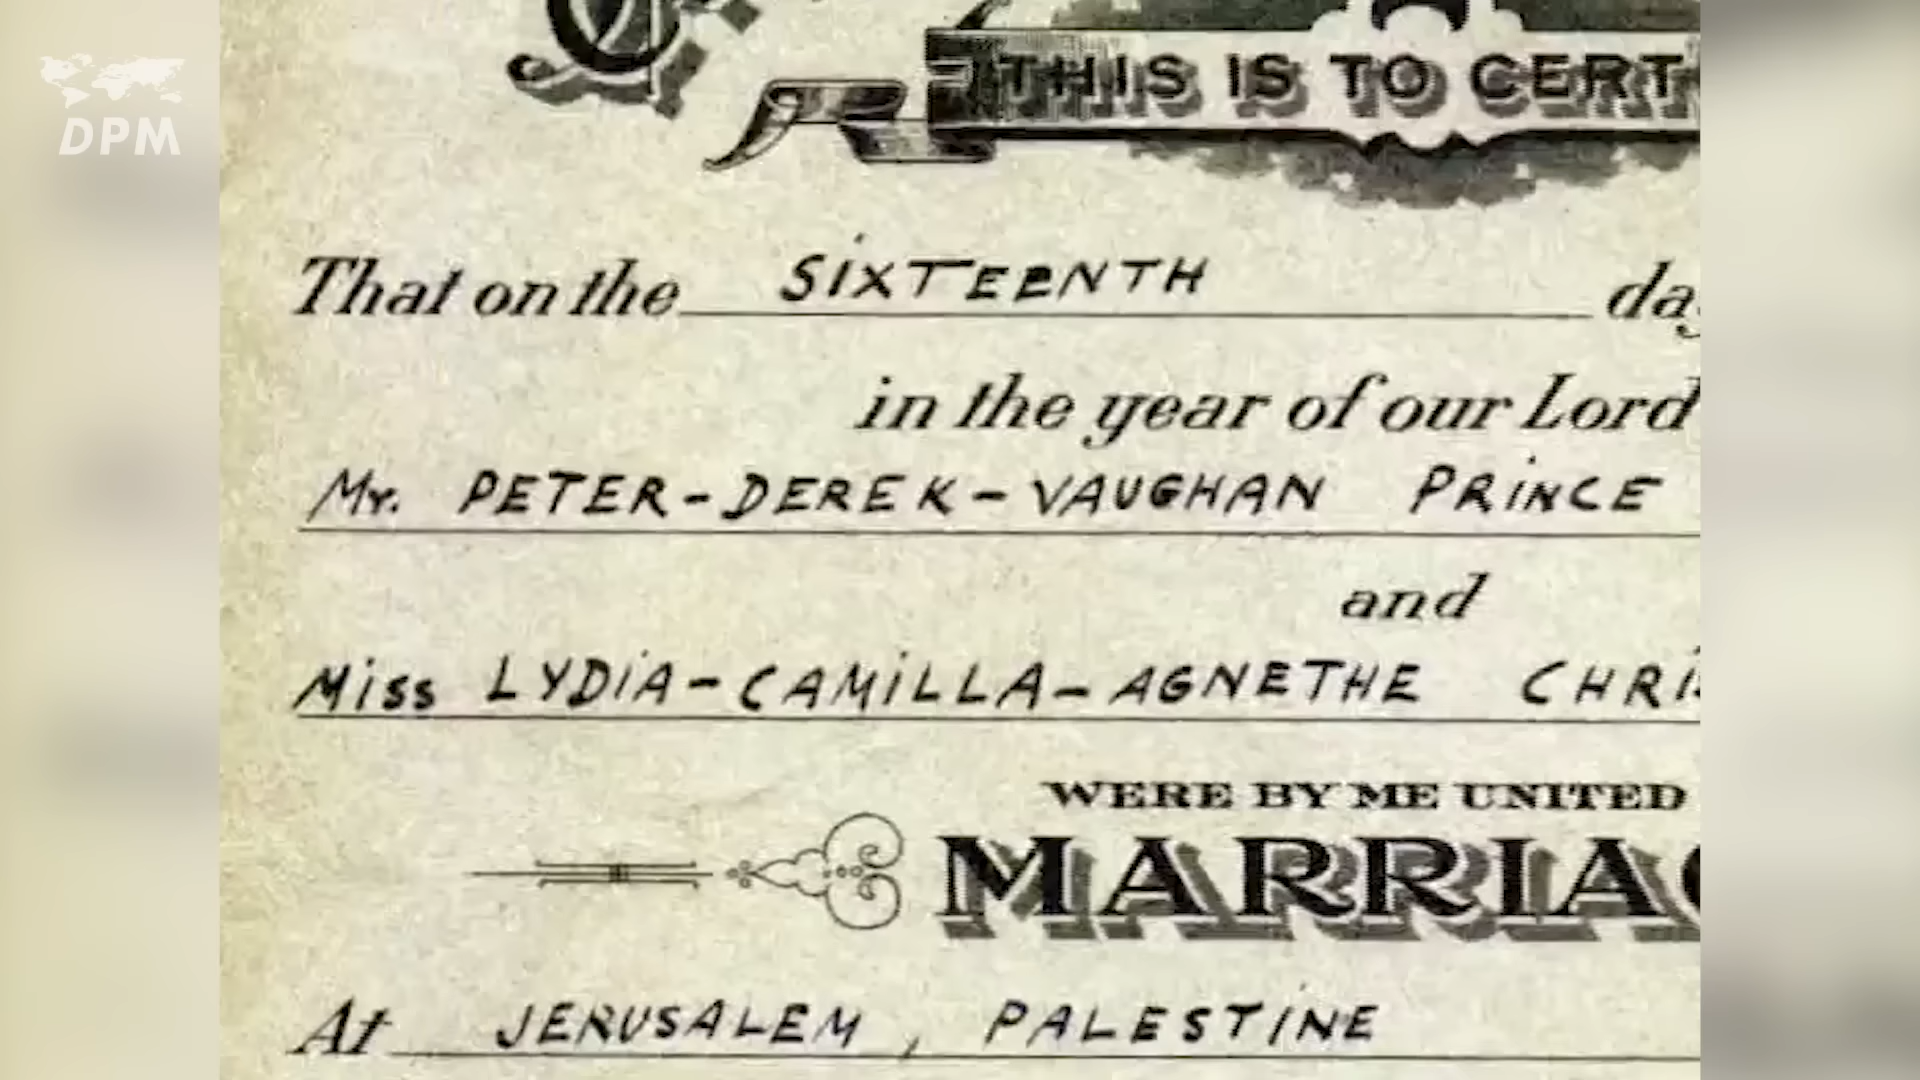 DPM
THIS IS TO CERT
That on the SIXTEENTH
in the year of our Lord
Mr. PETER-DEREK-VAUGHAN PRINCE
and
Miss LYDIA-CAMILLA-AGNETHE
WERE BY ME UNITED
MARRIA
At JERUSALEM, PALESTINE